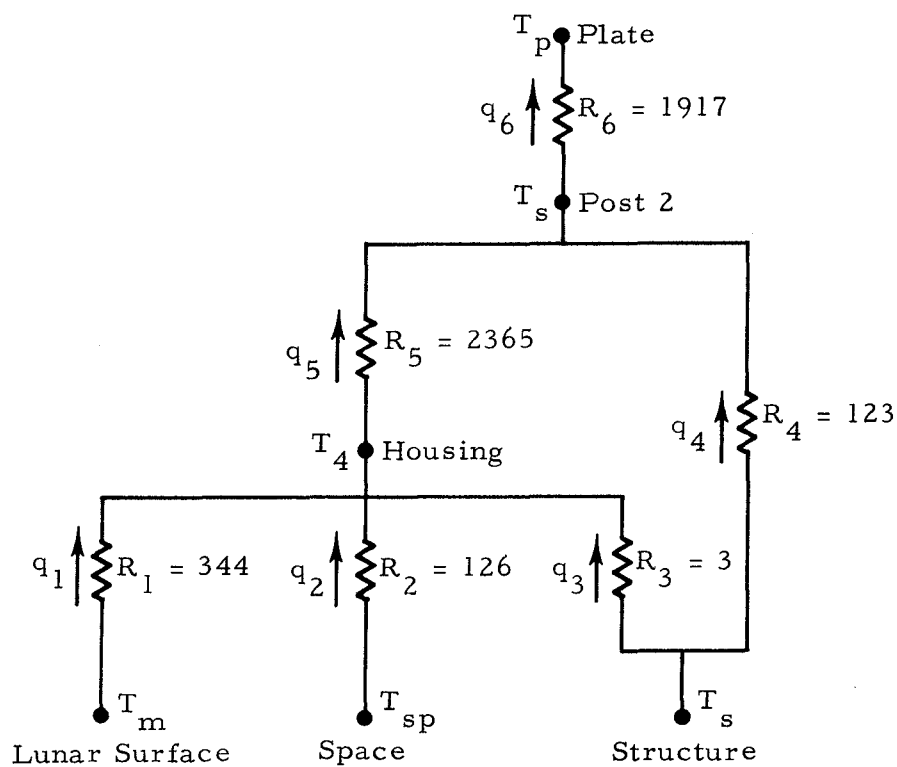 T_p Plate
q_6 R_6 = 1917
T_s Post 2
q_5 R_5 = 2365
T_4 Housing
q_4 R_4 = 123
q_1 R_1 = 344
q_2 R_2 = 126
q_3 R_3 = 3
T_m
Lunar Surface
T_sp
Space
T_s
Structure